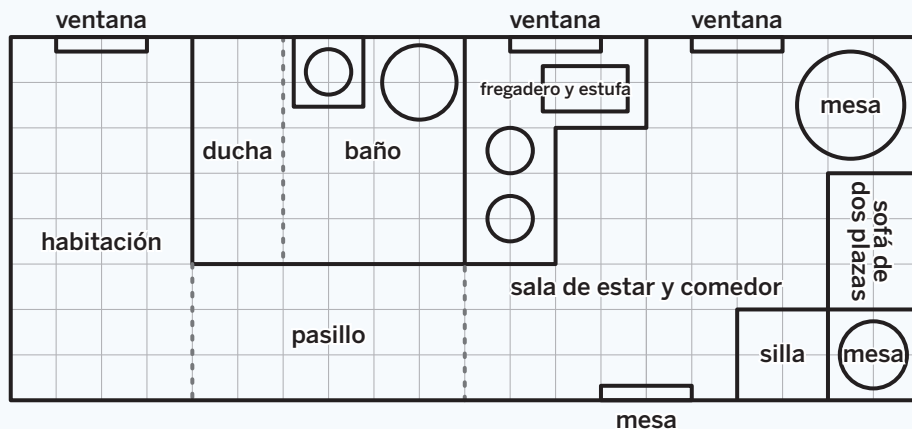 ventana
ventana
ventana
fregadero y estufa
mesa
ducha
baño
sofá de
dos plazas
habitación
sala de estar y comedor
pasillo
silla
mesa
mesa